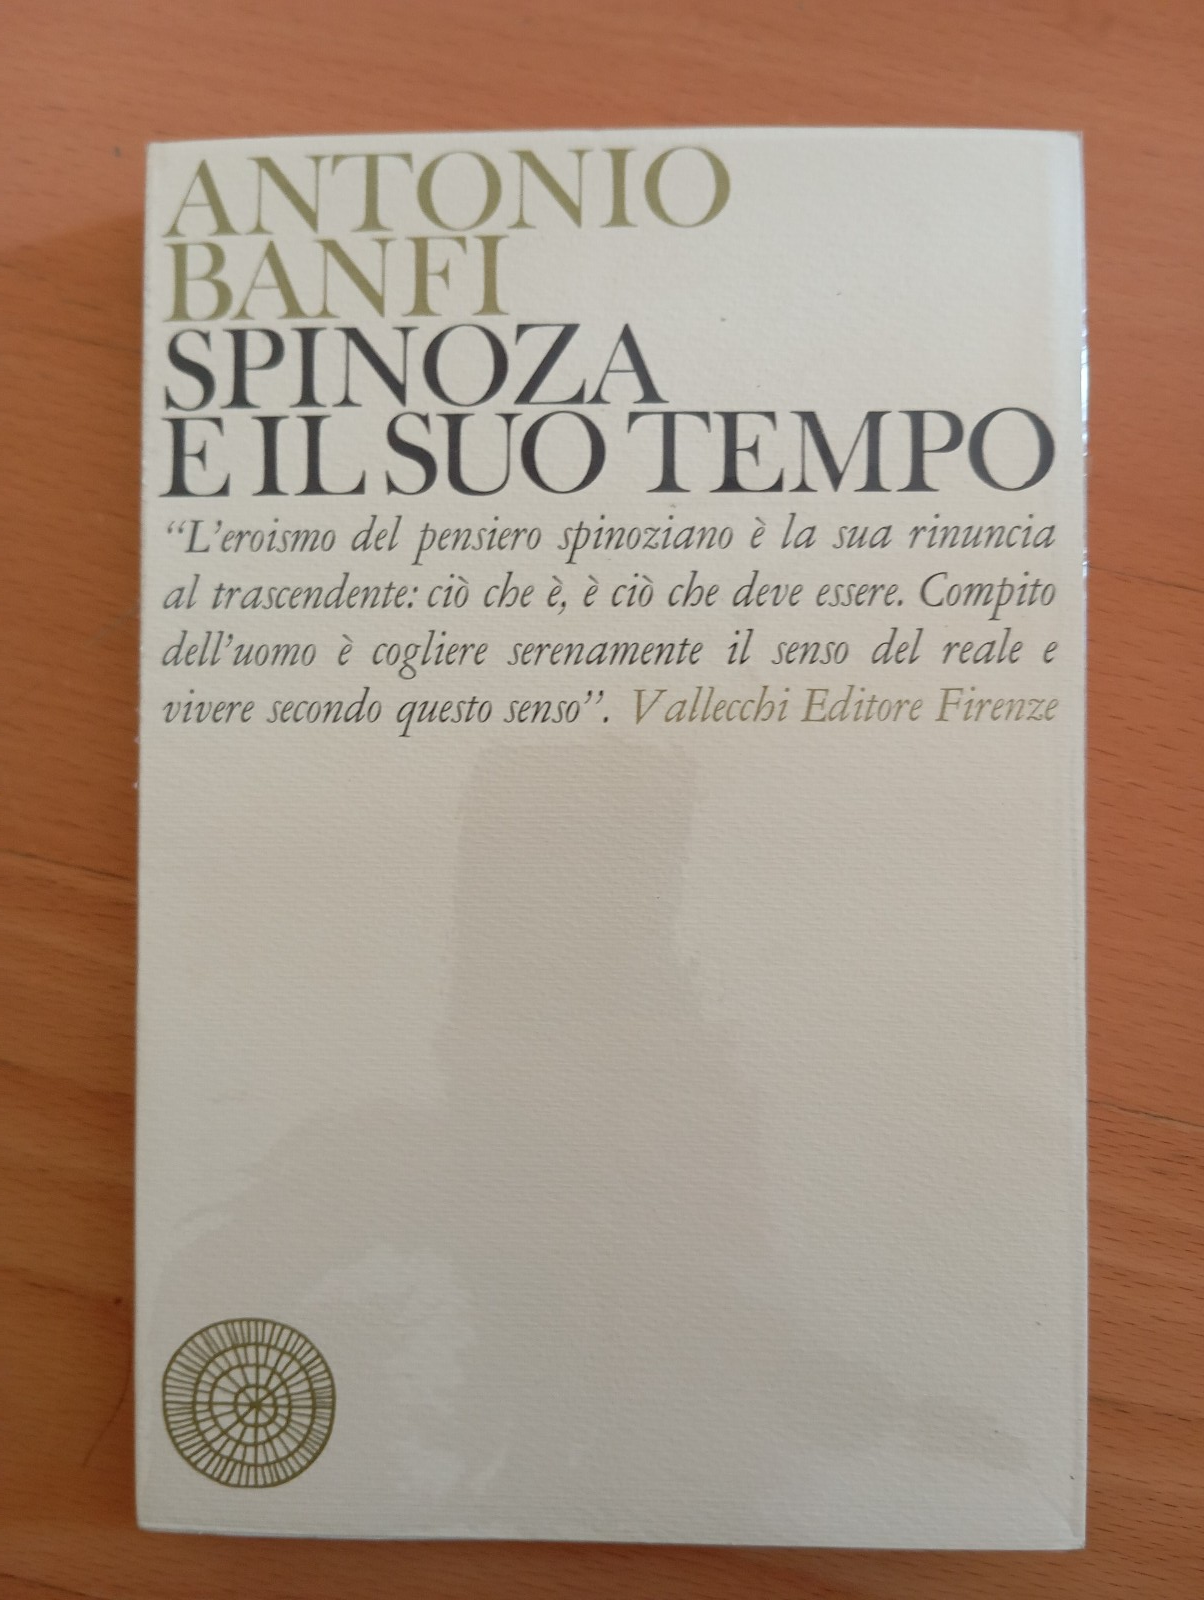 ANTONIO
BANFI
SPINOZA
E IL SUO TEMPO
“L’eroismo del pensiero spinoziano è la sua rinuncia
al trascendente: ciò che è, è ciò che deve essere. Compito
dell’uomo è cogliere serenamente il senso del reale e
vivere secondo questo senso”. Vallecchi Editore Firenze